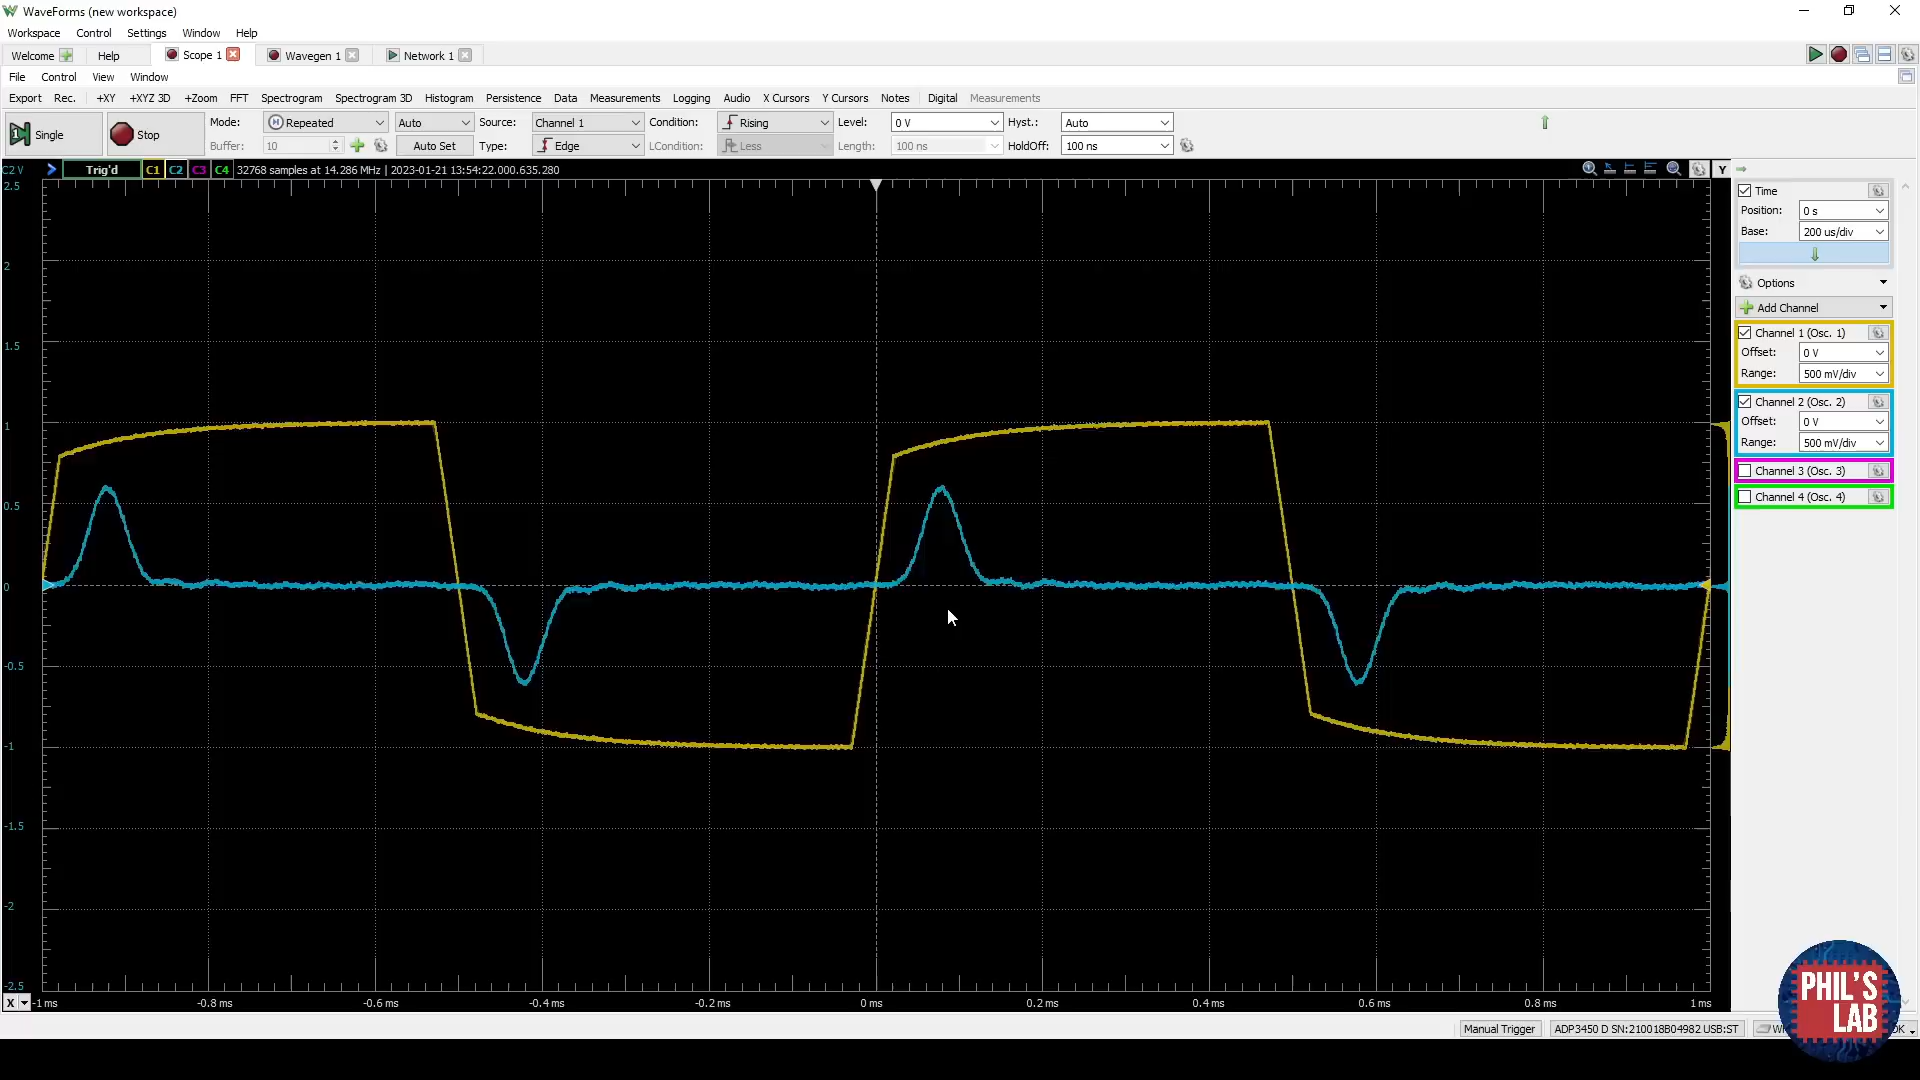 WaveForms (new workspace)
Workspace Control Settings Window Help
Welcome Help Scope 1 Wavegen 1 Network 1
File Control View Window
Export Rec. +XY +XYZ 3D +Zoom FFT Spectrogram Spectrogram 3D Histogram Persistence Data Measurements Logging Audio X Cursors Y Cursors Notes Digital Measurements
Single Stop Mode: Repeated Auto Source: Channel 1 Condition: Rising Level: 0 V Hyst.: Auto
Buffer: 10 Auto Set Type: Edge LCondition: Less Length: 100 ns HoldOff: 100 ns
C2 V Trig'd C1 C2 C3 C4 32768 samples at 14.286 MHz | 2023-01-21 13:54:22.000.635.280 Y
2.5
2
1.5
1
0.5
0
-0.5
-1
-1.5
-2
-2.5
X -1 ms -0.8 ms -0.6 ms -0.4 ms -0.2 ms 0 ms 0.2 ms 0.4 ms 0.6 ms 0.8 ms 1 ms
Time
Position: 0 s
Base: 200 us/div
Options
Add Channel
Channel 1 (Osc. 1)
Offset: 0 V
Range: 500 mV/div
Channel 2 (Osc. 2)
Offset: 0 V
Range: 500 mV/div
Channel 3 (Osc. 3)
Channel 4 (Osc. 4)
Manual Trigger ADP3450 D SN:210018B04982 USB:ST
PHIL'S
LAB